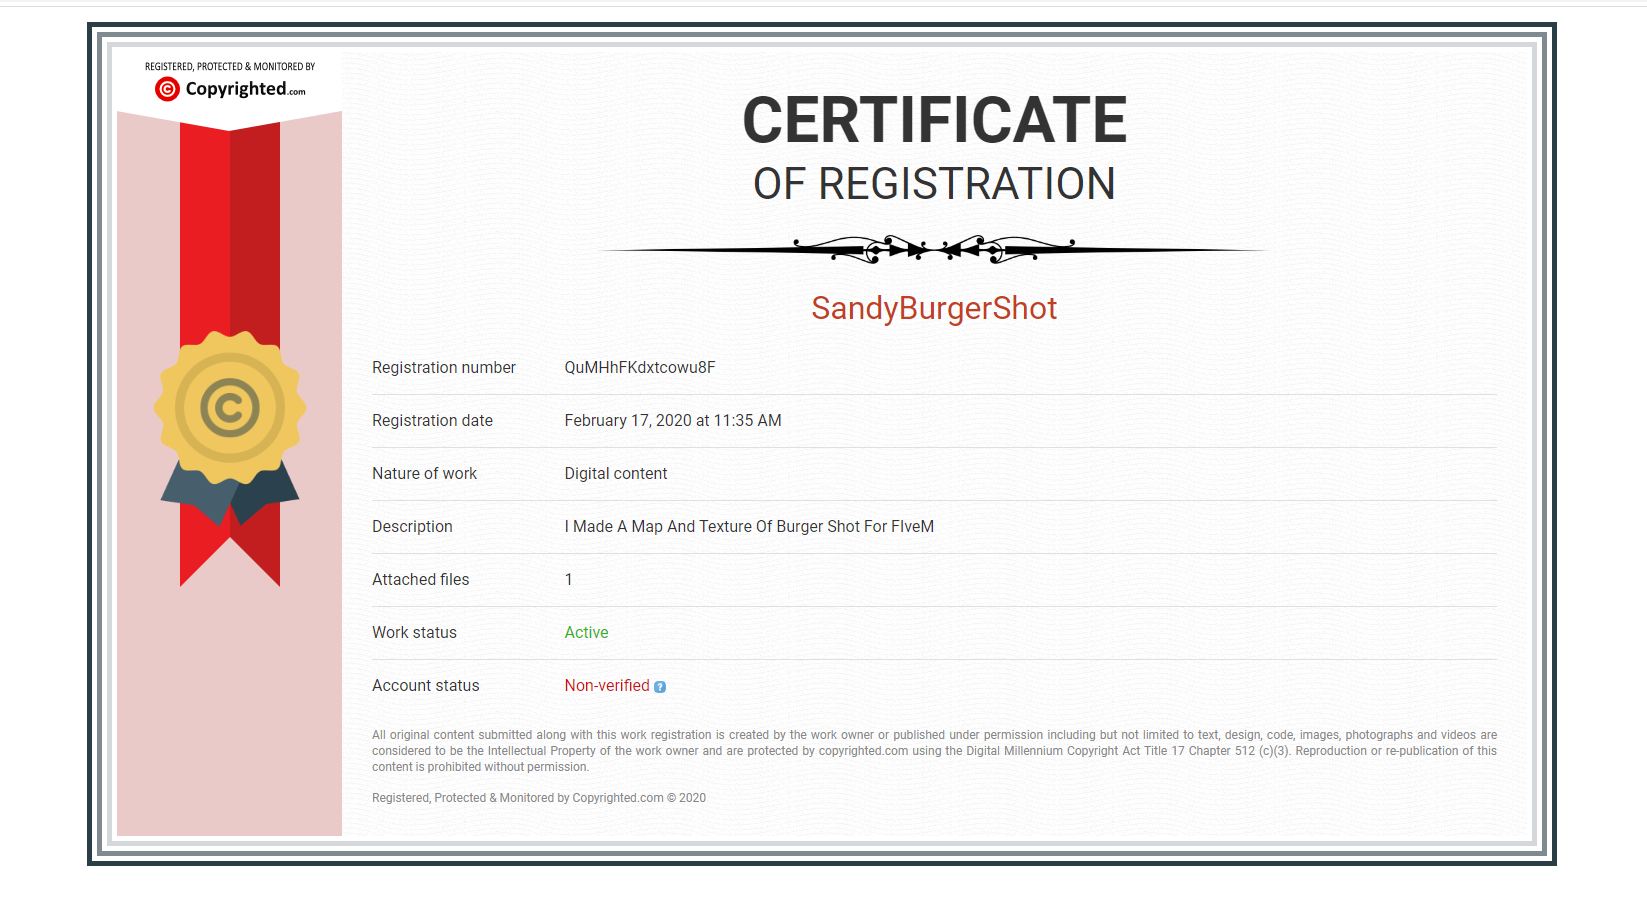 REGISTERED, PROTECTED & MONITORED BY
Copyrighted.com
CERTIFICATE
OF REGISTRATION
SandyBurgerShot
Registration number QuMHhFKdxtcowu8F
Registration date February 17, 2020 at 11:35 AM
Nature of work Digital content
Description I Made A Map And Texture Of Burger Shot For FIveM
Attached files 1
Work status Active
Account status Non-verified ?
All original content submitted along with this work registration is created by the work owner or published under permission including but not limited to text, design, code, images, photographs and videos are
considered to be the Intellectual Property of the work owner and are protected by copyrighted.com using the Digital Millennium Copyright Act Title 17 Chapter 512 (c)(3). Reproduction or re-publication of this
content is prohibited without permission.
Registered, Protected & Monitored by Copyrighted.com © 2020